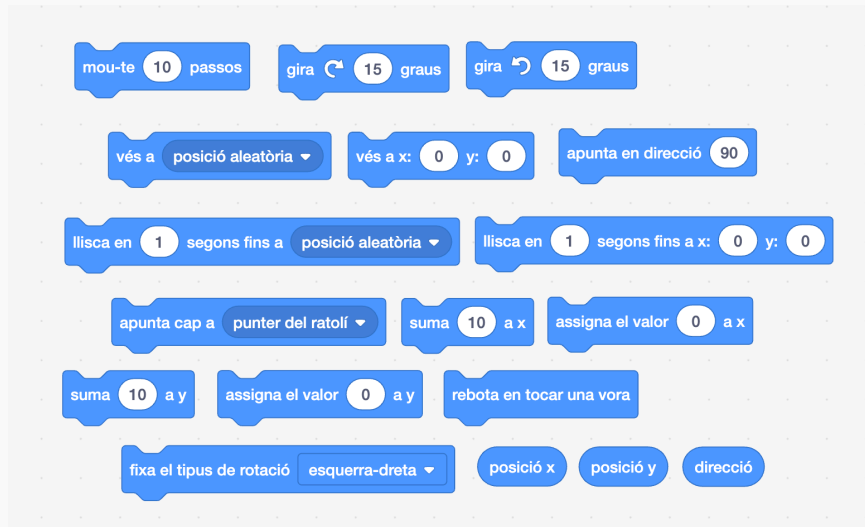 mou-te 10 passos
gira 15 graus
gira 15 graus
vés a posició aleatòria
vés a x: 0 y: 0
apunta en direcció 90
llisca en 1 segons fins a posició aleatòria
llisca en 1 segons fins a x: 0 y: 0
apunta cap a punter del ratolí
suma 10 a x
assigna el valor 0 a x
suma 10 a y
assigna el valor 0 a y
rebota en tocar una vora
fixa el tipus de rotació esquerra-dreta
posició x
posició y
direcció